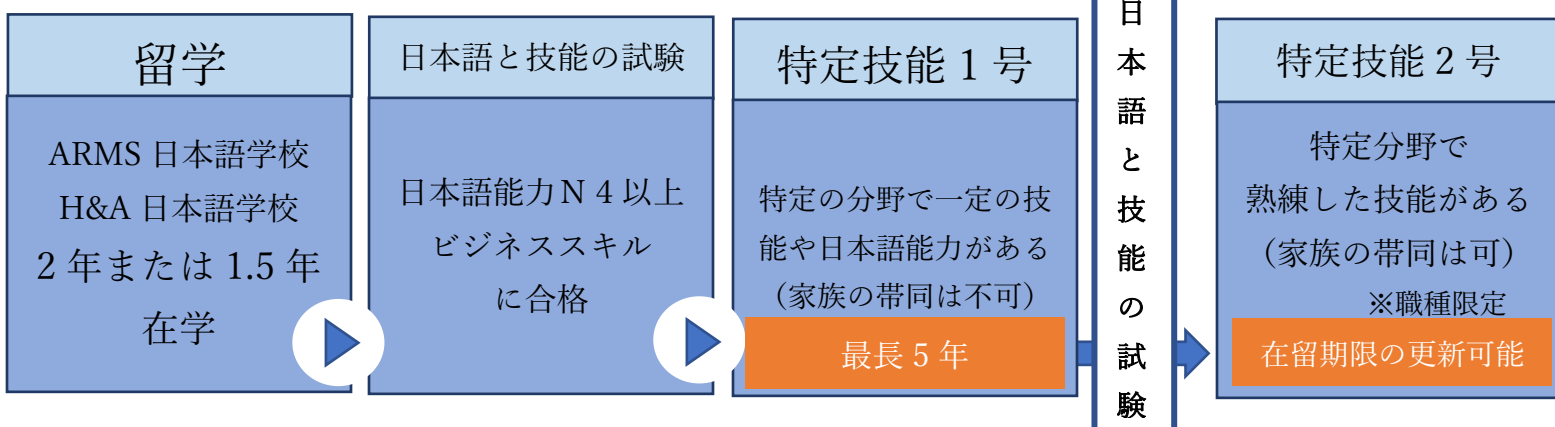 留学
ARMS 日本語学校
H&A 日本語学校
2 年または 1.5 年
在学
日本語と技能の試験
日本語能力Ｎ４以上
ビジネススキル
に合格
特定技能 1 号
特定の分野で一定の技
能や日本語能力がある
（家族の帯同は不可）
最長 5 年
日本語と技能の試験
特定技能 2 号
特定分野で
熟練した技能がある
（家族の帯同は可）
※職種限定
在留期限の更新可能